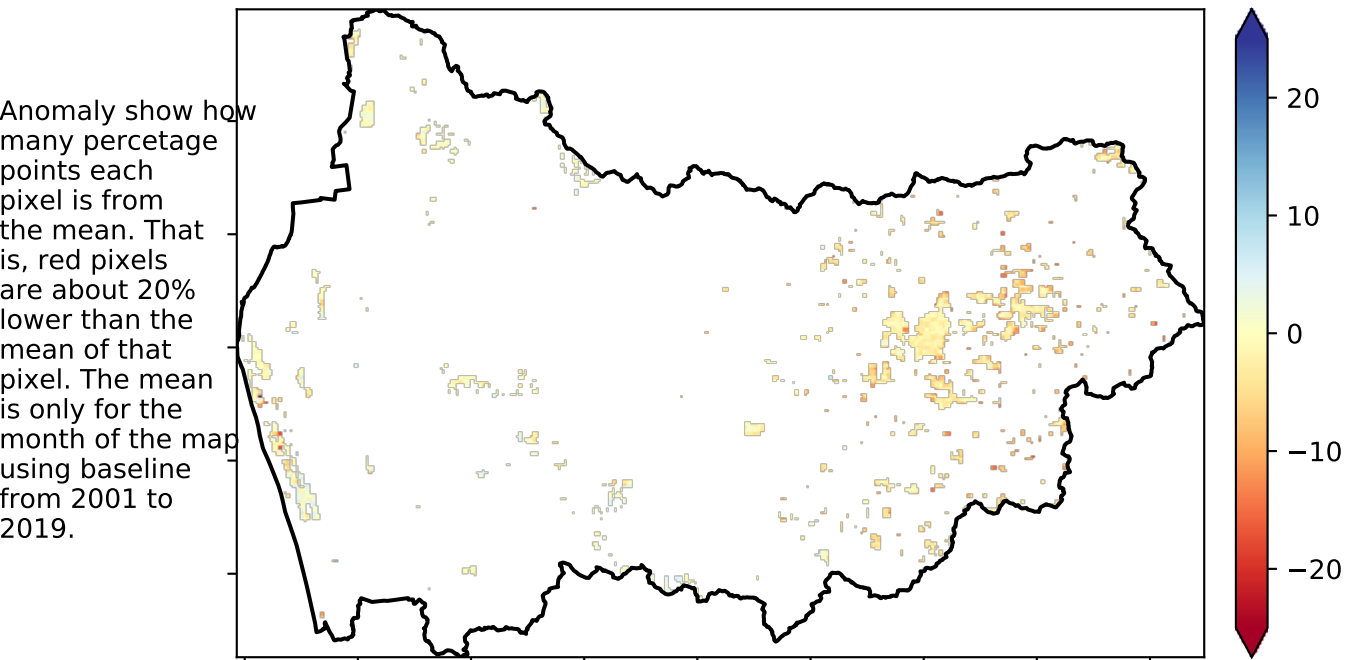 Anomaly show how
many percetage
points each
pixel is from
the mean. That
is, red pixels
are about 20%
lower than the
mean of that
pixel. The mean
is only for the
month of the map
using baseline
from 2001 to
2019.
20
10
0
−10
−20